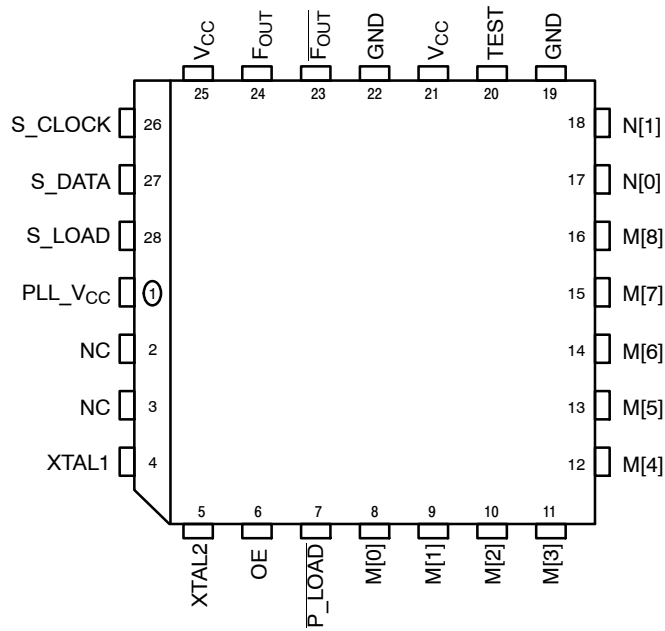 VCC
FOUT
FOUT
GND
VCC
TEST
GND
25
24
23
22
21
20
19
S_CLOCK 26
18 N[1]
S_DATA 27
17 N[0]
S_LOAD 28
16 M[8]
PLL_VCC 1
15 M[7]
NC 2
14 M[6]
NC 3
13 M[5]
XTAL1 4
12 M[4]
5
6
7
8
9
10
11
XTAL2
OE
P_LOAD
M[0]
M[1]
M[2]
M[3]